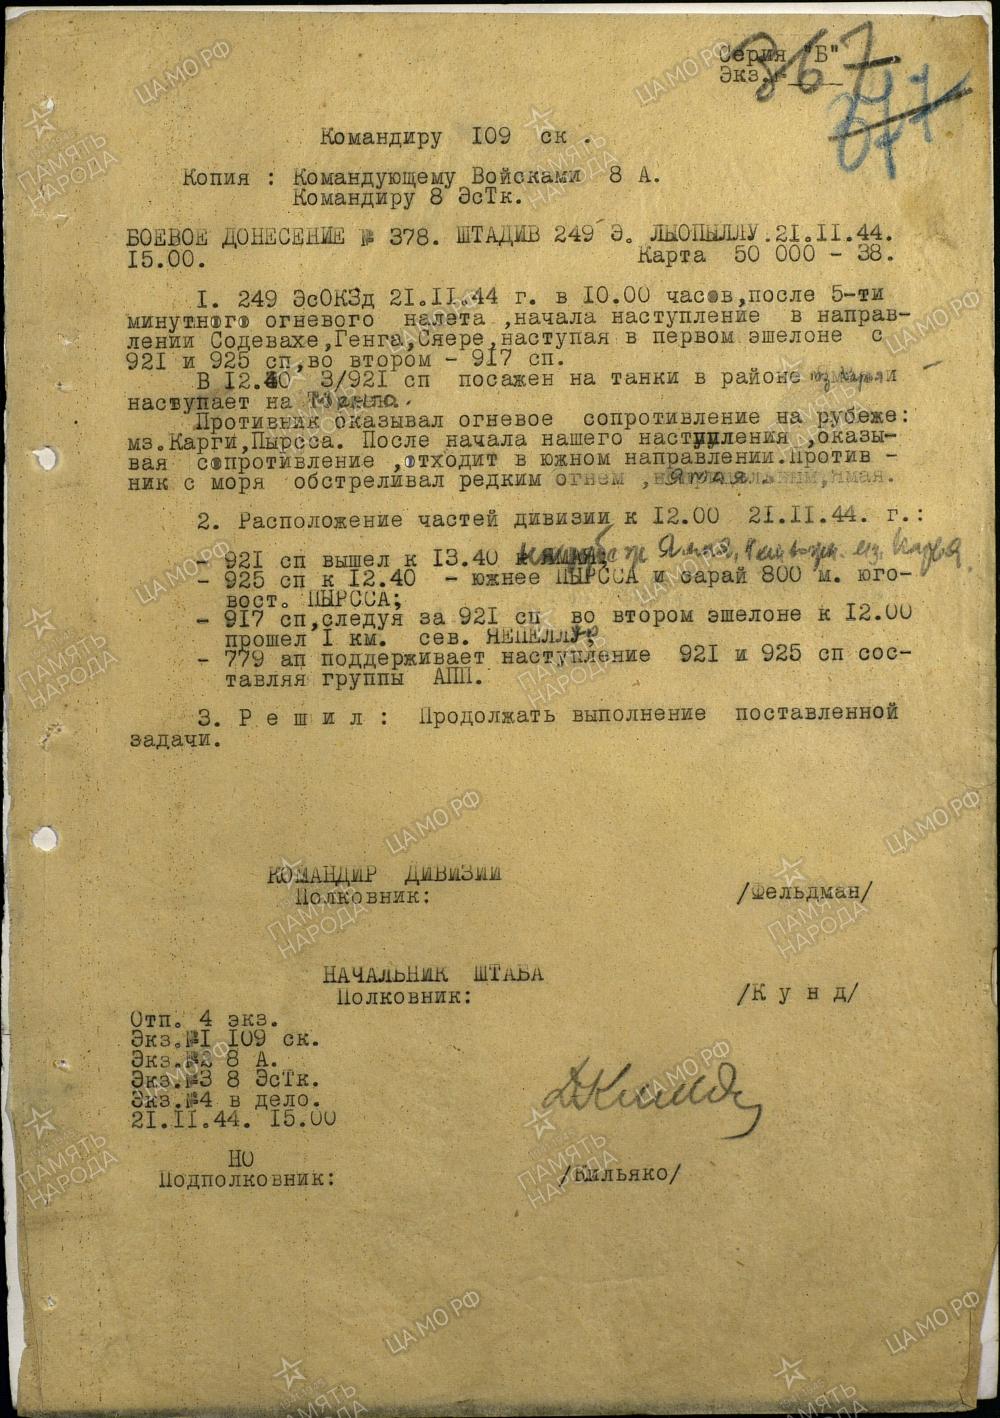 Серия "Б"
Экз.
367
Командиру 109 ск .
Копия : Командующему Войсками 8 А.
Командиру 8 ЭсТк.
БОЕВОЕ ДОНЕСЕНИЕ № 378. ШТАДИВ 249 Э. ЛЫОПЫЛЛУ.21.11.44.
15.00. Карта 50 000 - 38.
1. 249 ЭсОКЗд 21.11.44 г. в 10.00 часов,после 5-ти
минутного огневого налета ,начала наступление в направ-
лении Содевахе,Генга,Сяере,наступая в первом эшелоне с
921 и 925 сп,во втором - 917 сп.
В 12.40 3/921 сп посажен на танки в районе и
наступает на
Противник оказывал огневое сопротивление на рубеже:
мз.Карги,Пырсса. После начала нашего наступления ,оказы-
вая сопротивление ,отходит в южном направлении.Против -
ник с моря обстреливал редким огнем ,
2. Расположение частей дивизии к 12.00 21.11.44. г.:
- 921 сп вышел к 13.40
- 925 сп к 12.40 - южнее ПЫРССА и сарай 800 м. юго-
вост. ПЫРССА;
- 917 сп,следуя за 921 сп во втором эшелоне к 12.00
прошел 1 км. сев. ЯЕПЕЛЛУ;
- 779 ап поддерживает наступление 921 и 925 сп сос-
тавляя группы АПП.
3. Р е ш и л : Продолжать выполнение поставленной
задачи.
КОМАНДИР ДИВИЗИИ
Полковник: /Фельдман/
НАЧАЛЬНИК ШТАБА
Полковник: /К у н д/
Отп. 4 экз.
Экз.№1 109 ск.
Экз.№2 8 А.
Экз.№3 8 ЭсТк.
Экз.№4 в дело.
21.11.44. 15.00
НО
Подполковник: /Кильяко/